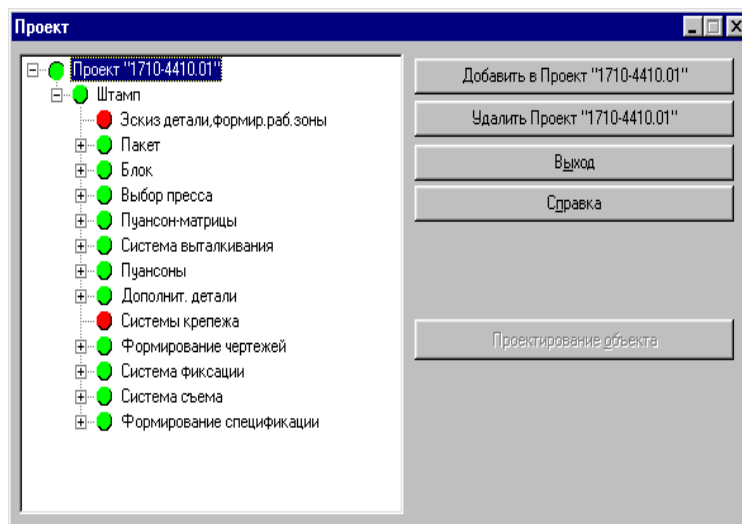 Проект
Проект "1710-4410.01"
Штамп
Эскиз детали,формир.раб.зоны
Пакет
Блок
Выбор пресса
Пуансон-матрицы
Система выталкивания
Пуансоны
Дополнит. детали
Системы крепежа
Формирование чертежей
Система фиксации
Система съема
Формирование спецификации
Добавить в Проект "1710-4410.01"
Удалить Проект "1710-4410.01"
Выход
Справка
Проектирование объекта